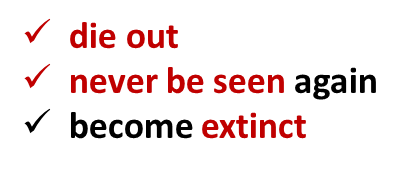 ✓ die out
✓ never be seen again
✓ become extinct